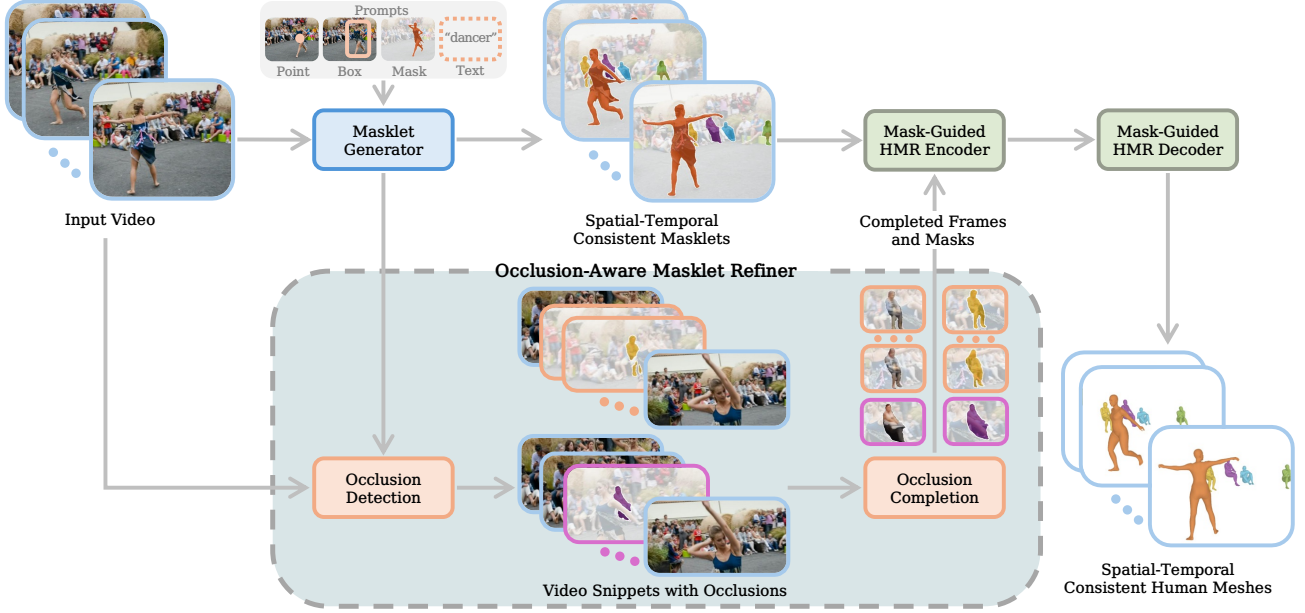 Prompts
"dancer"
Point
Box
Mask
Text
Masklet
Generator
Mask-Guided
HMR Encoder
Mask-Guided
HMR Decoder
Input Video
Spatial-Temporal
Consistent Masklets
Completed Frames
and Masks
Occlusion-Aware Masklet Refiner
Occlusion
Detection
Occlusion
Completion
Video Snippets with Occlusions
Spatial-Temporal
Consistent Human Meshes